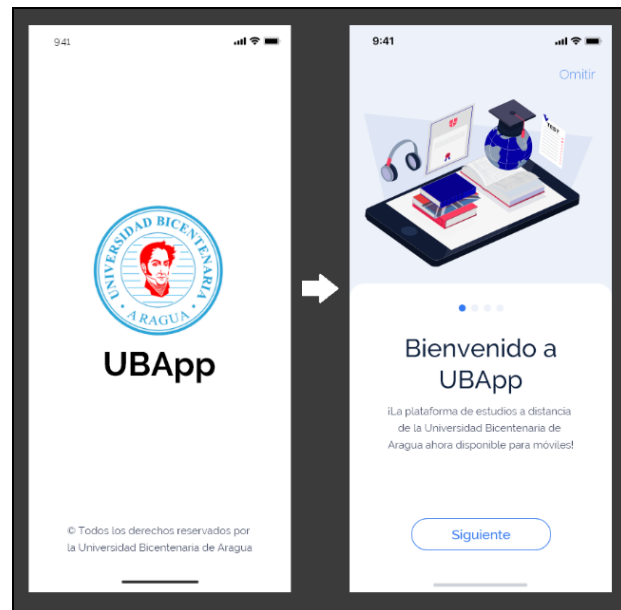 9:41
UNIVERSIDAD BICENTENARIA
ARAGUA
UBApp
© Todos los derechos reservados por
la Universidad Bicentenaria de Aragua
9:41
Omitir
TEST
Bienvenido a
UBApp
¡La plataforma de estudios a distancia
de la Universidad Bicentenaria de
Aragua ahora disponible para móviles!
Siguiente